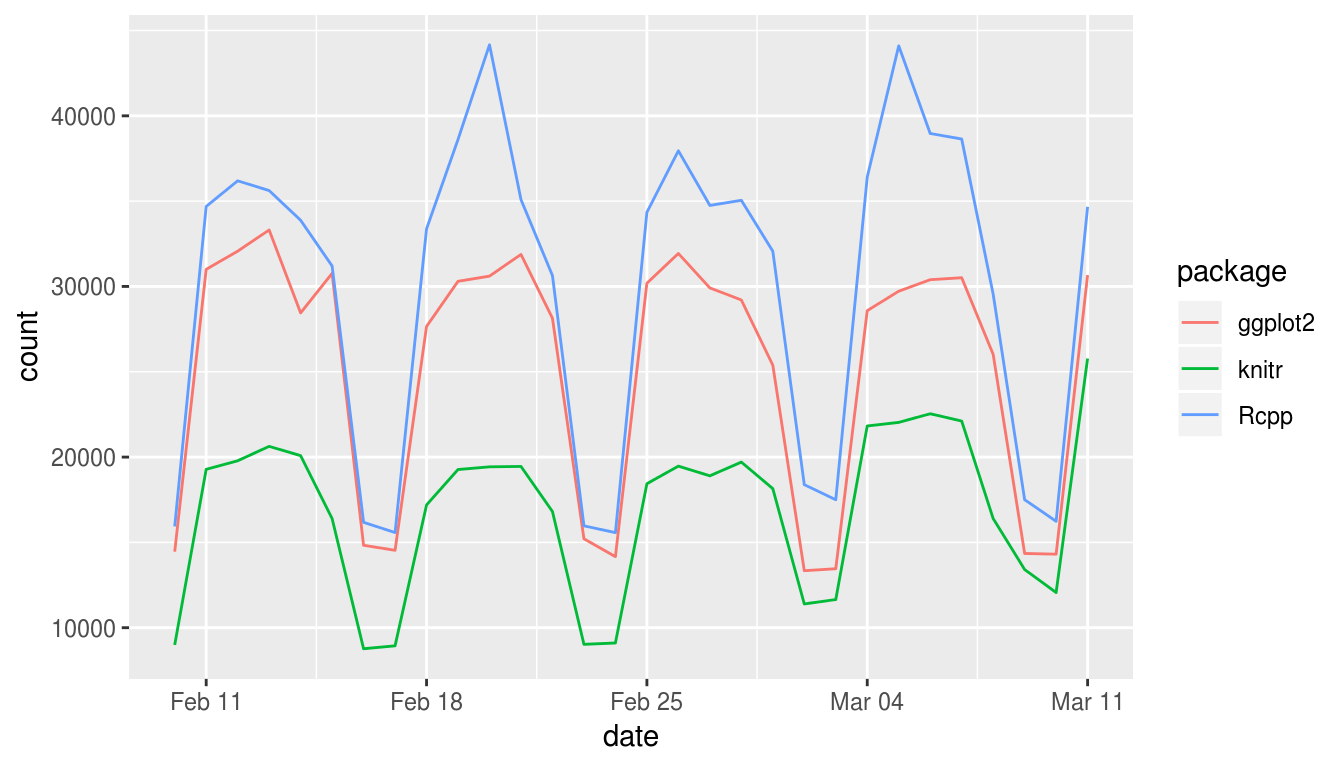 40000
30000
20000
10000
count
Feb 11
Feb 18
Feb 25
Mar 04
Mar 11
date
package
ggplot2
knitr
Rcpp